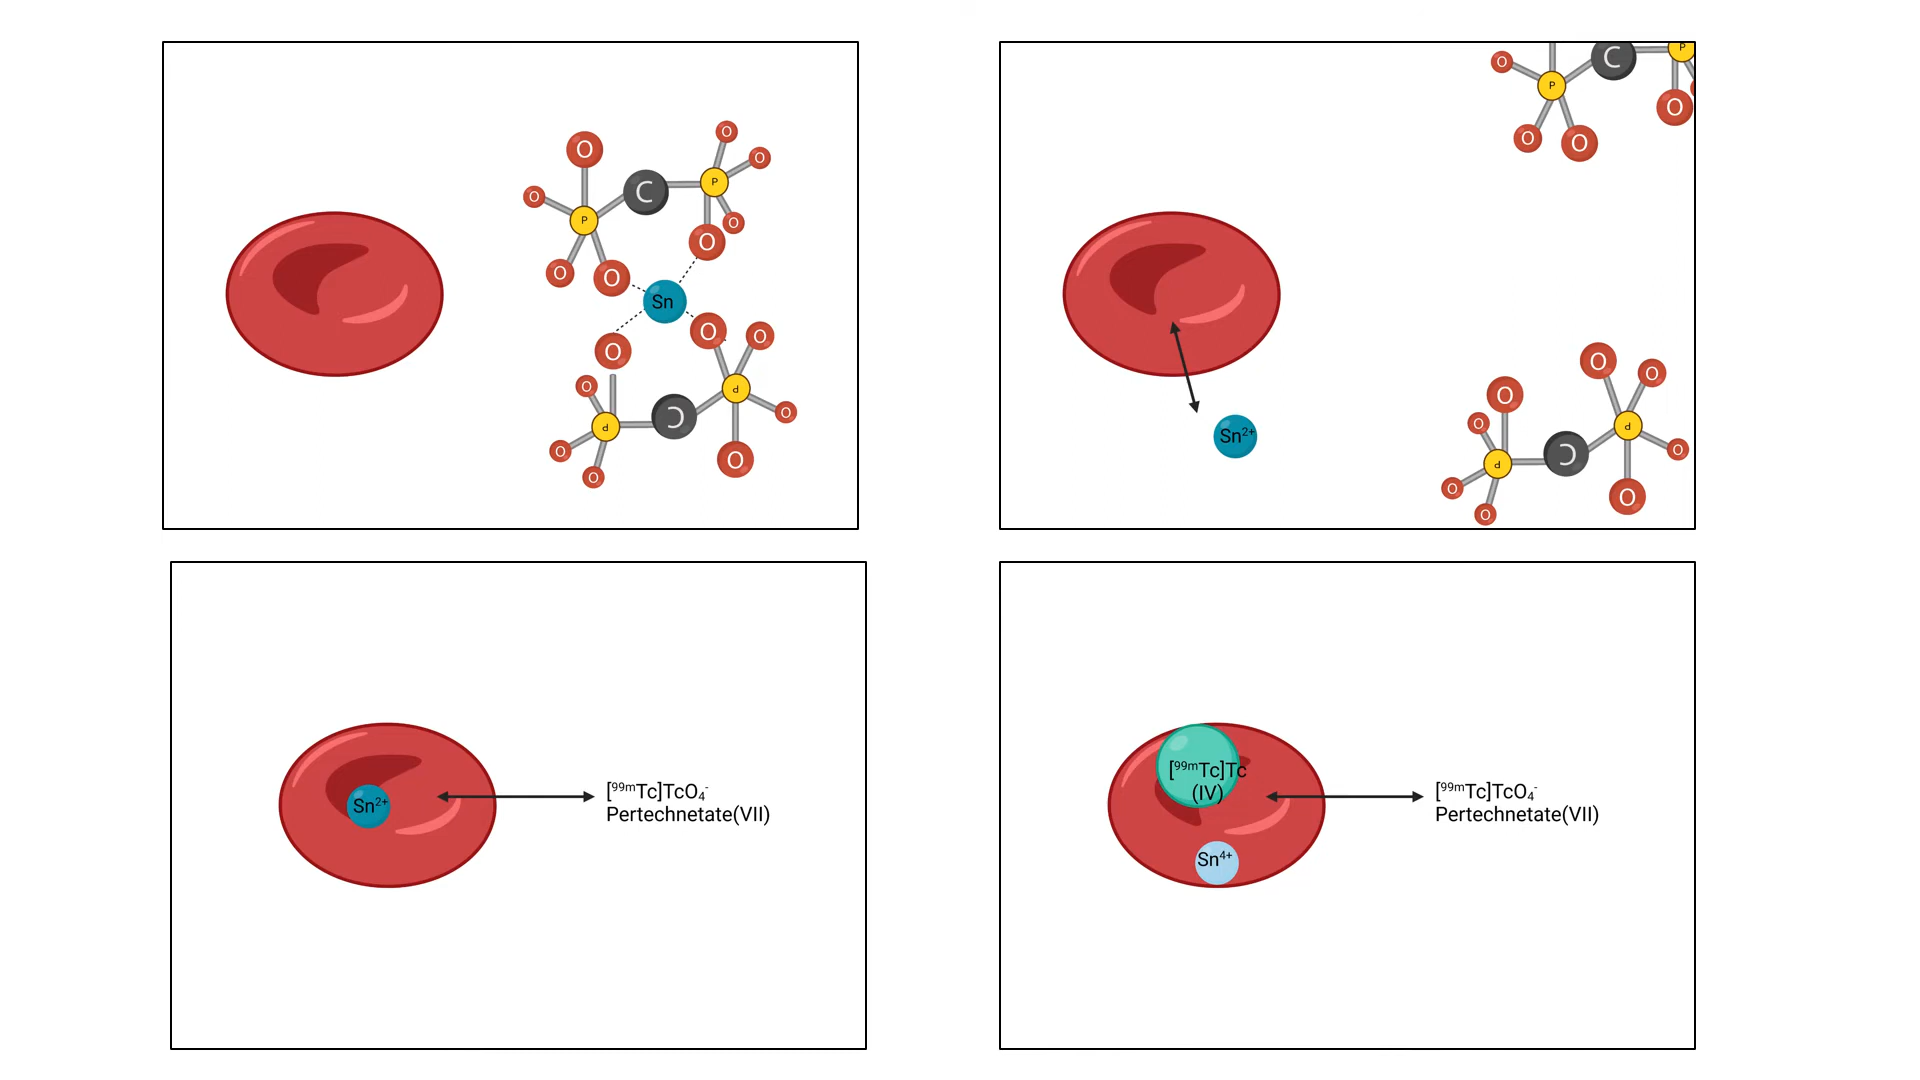 O
O
O
O
C
P
P
O
O
O
O
O
Sn
O
O
O
O
P
O
C
P
O
O
O
P
C
P
O
O
O
O
Sn²⁺
O
O
O
O
P
O
P
C
O
O
O
O
Sn²⁺
[⁹⁹ᵐTc]TcO₄⁻
Pertechnetate(VII)
[⁹⁹ᵐTc]Tc
(IV)
Sn⁴⁺
[⁹⁹ᵐTc]TcO₄⁻
Pertechnetate(VII)